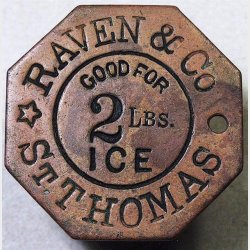 RAVEN & CO
GOOD FOR
2 LBS.
ICE
ST. THOMAS